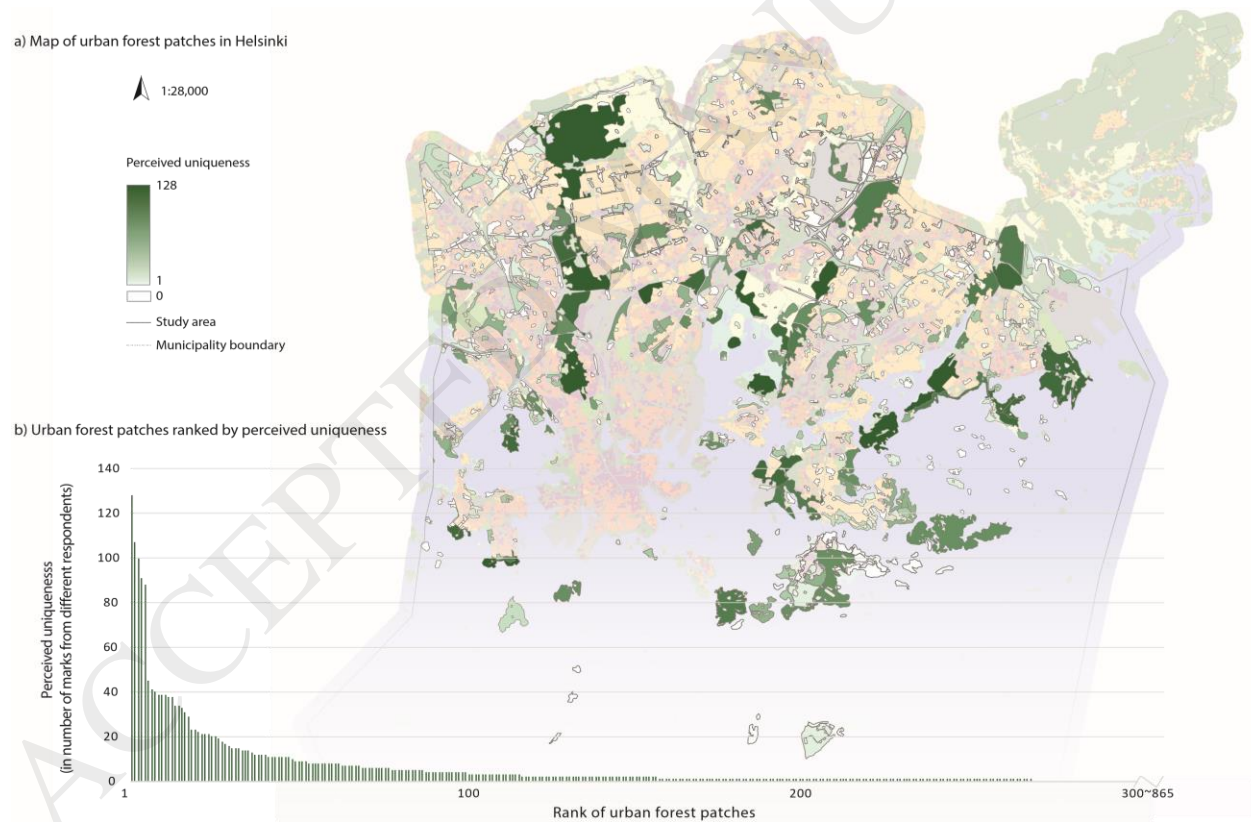 a) Map of urban forest patches in Helsinki
1:28,000
Perceived uniqueness
128
1
0
Study area
Municipality boundary
b) Urban forest patches ranked by perceived uniqueness
Perceived uniquenesss
(in number of marks from different respondents)
140
120
100
80
60
40
20
0
1
100
200
300~865
Rank of urban forest patches